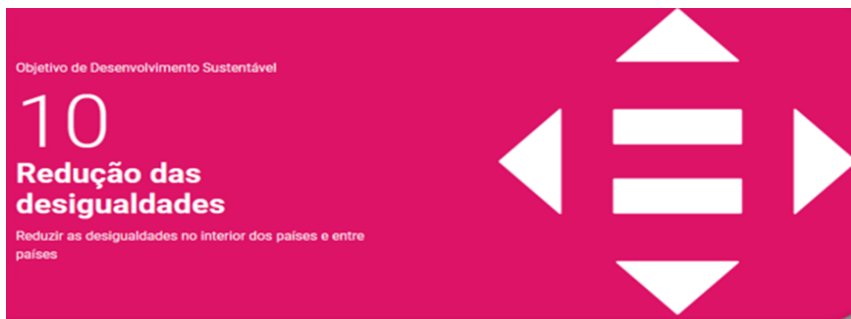 Objetivo de Desenvolvimento Sustentável
10
Redução das
desigualdades
Reduzir as desigualdades no interior dos países e entre
países